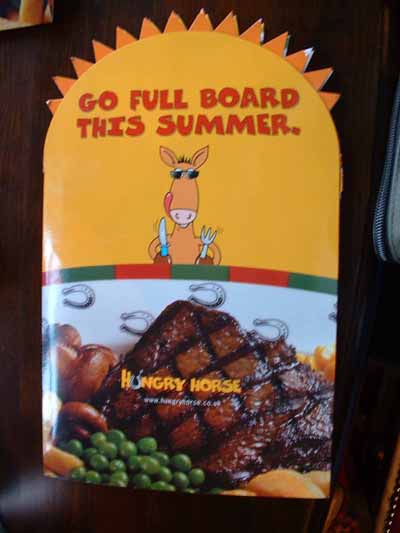 GO FULL BOARD
THIS SUMMER.
HUNGRY HORSE
www.hungryhorse.co.uk